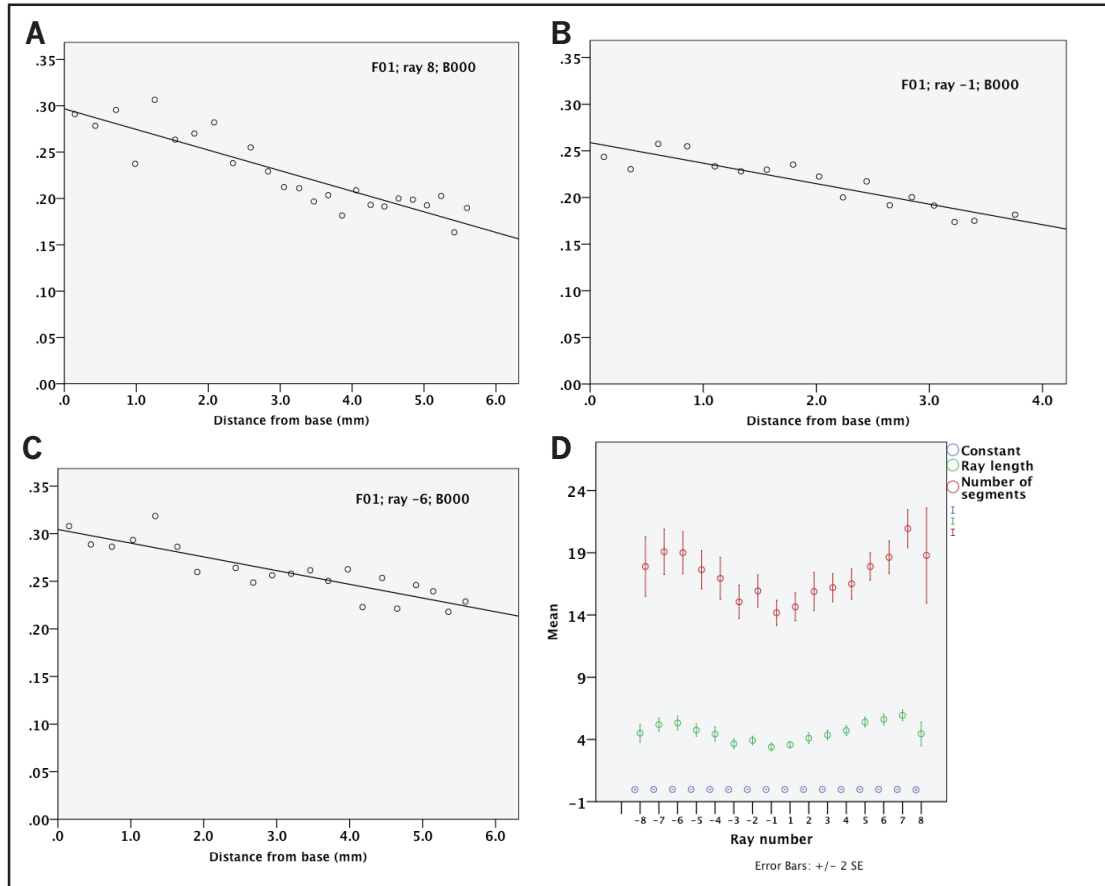 A
F01; ray 8; B000
.35
.30
.25
.20
.15
.10
.05
.00
.0 1.0 2.0 3.0 4.0 5.0 6.0
Distance from base (mm)
B
F01; ray -1; B000
.35
.30
.25
.20
.15
.10
.05
.00
.0 1.0 2.0 3.0 4.0
Distance from base (mm)
C
F01; ray -6; B000
.35
.30
.25
.20
.15
.10
.05
.00
.0 1.0 2.0 3.0 4.0 5.0 6.0
Distance from base (mm)
D
Constant
Ray length
Number of
segments
Mean
24
19
14
9
4
-1
-8 -7 -6 -5 -4 -3 -2 -1 1 2 3 4 5 6 7 8
Ray number
Error Bars: +/- 2 SE